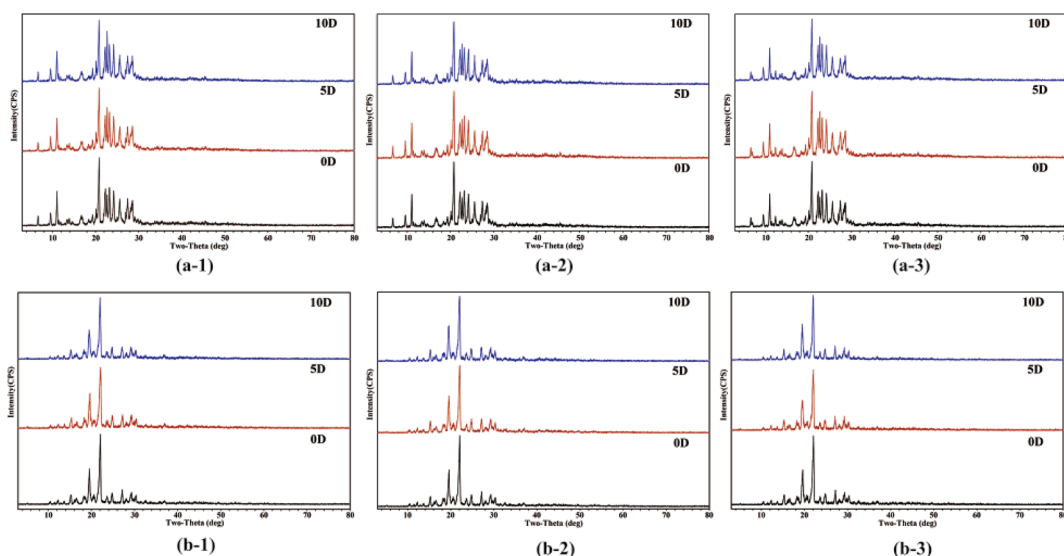 10D
5D
0D
Intensity(CPS)
10 20 30 40 50 60 70 80
Two-Theta (deg)
(a-1)
10D
5D
0D
Intensity(CPS)
10 20 30 40 50 60 70 80
Two-Theta (deg)
(a-2)
10D
5D
0D
Intensity(CPS)
10 20 30 40 50 60 70 80
Two-Theta (deg)
(a-3)
10D
5D
0D
Intensity(CPS)
10 20 30 40 50 60 70 80
Two-Theta (deg)
(b-1)
10D
5D
0D
Intensity(CPS)
10 20 30 40 50 60 70 80
Two-Theta (deg)
(b-2)
10D
5D
0D
Intensity(CPS)
10 20 30 40 50 60 70 80
Two-Theta (deg)
(b-3)